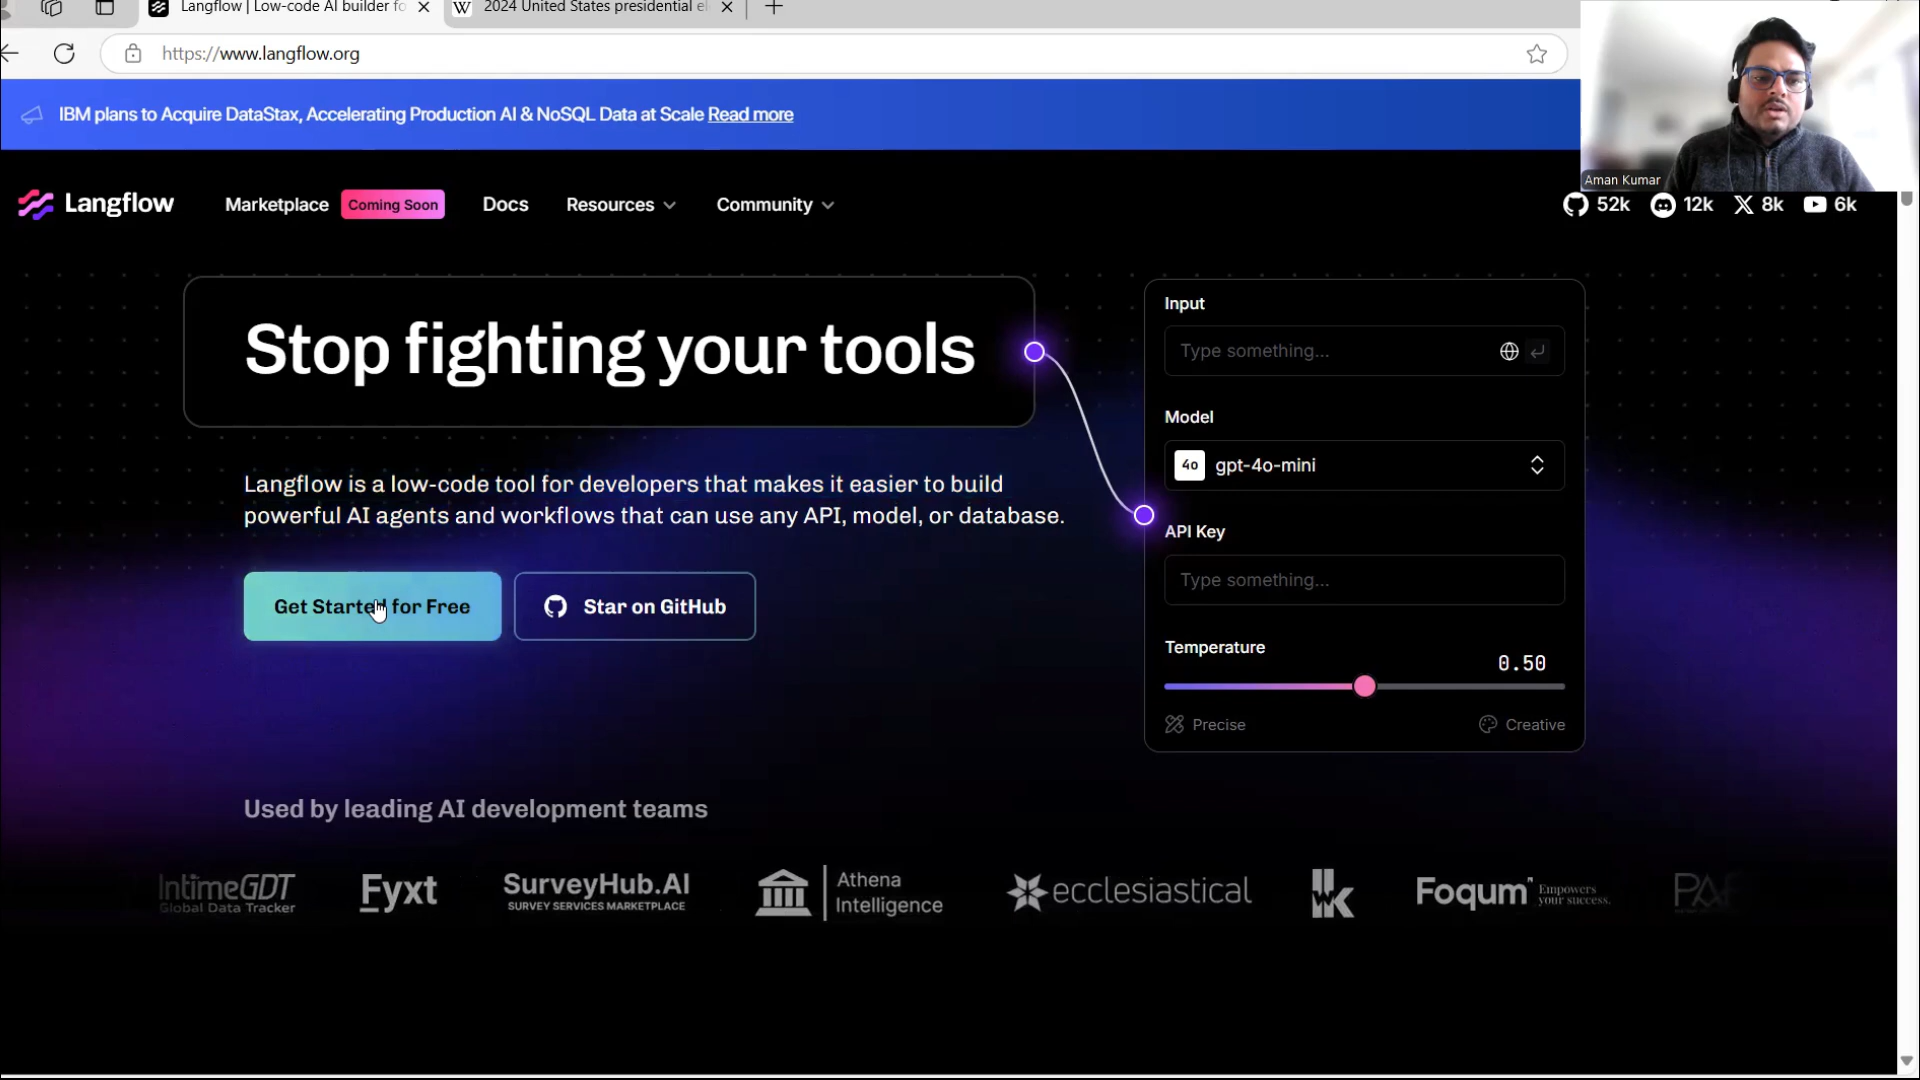 Langflow | Low-code AI builder fo
2024 United States presidential el
https://www.langflow.org
IBM plans to Acquire DataStax, Accelerating Production AI & NoSQL Data at Scale Read more
Aman Kumar
Langflow
Marketplace
Coming Soon
Docs
Resources
Community
52k
12k
8k
6k
Stop fighting your tools
Langflow is a low-code tool for developers that makes it easier to build
powerful AI agents and workflows that can use any API, model, or database.
Get Started for Free
Star on GitHub
Input
Type something...
Model
4o
gpt-4o-mini
API Key
Type something...
Temperature
0.50
Precise
Creative
Used by leading AI development teams
IntimeGDT
Global Data Tracker
Fyxt
SurveyHub.AI
SURVEY SERVICES MARKETPLACE
Athena
Intelligence
ecclesiastical
Foqum
Empowers
your success.